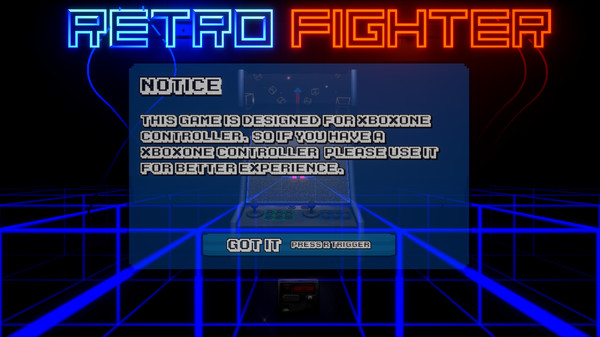 RETRO FIGHTER
NOTICE
THIS GAME IS DESIGNED FOR XBOXONE
CONTROLLER. SO IF YOU HAVE A
XBOXONE CONTROLLER PLEASE USE IT
FOR BETTER EXPERIENCE.
GOT IT PRESS A TRIGGER